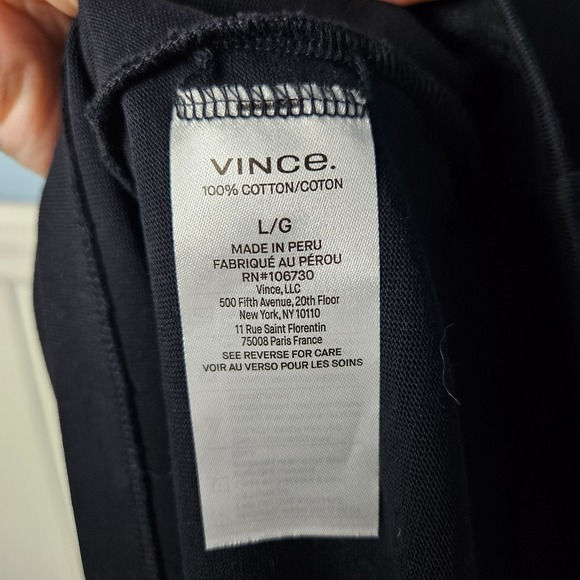 VINCE.
100% COTTON/COTON
L/G
MADE IN PERU
FABRIQUÉ AU PÉROU
RN#106730
Vince, LLC
500 Fifth Avenue, 20th Floor
New York, NY 10110
11 Rue Saint Florentin
75008 Paris France
SEE REVERSE FOR CARE
VOIR AU VERSO POUR LES SOINS